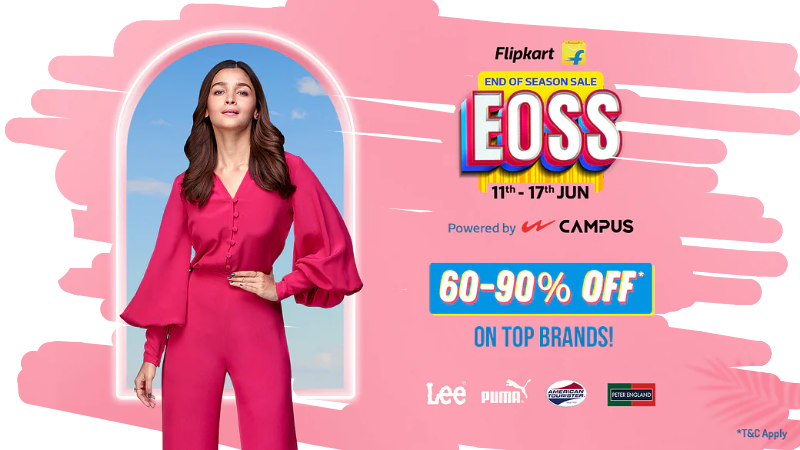 Flipkart
END OF SEASON SALE
EOSS
11th - 17th JUN
Powered by CAMPUS
60-90% OFF*
ON TOP BRANDS!
Lee PUMA AMERICAN TOURISTER PETER ENGLAND
*T&C Apply